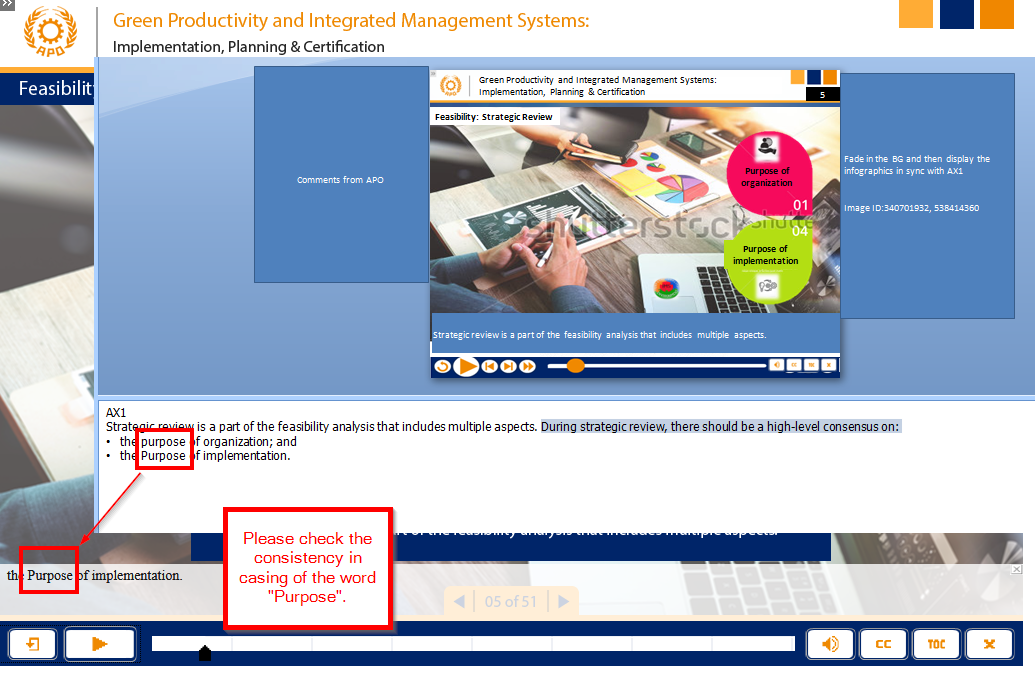 »
APO
Green Productivity and Integrated Management Systems:
Implementation, Planning & Certification
Feasibilit
Comments from APO
APO
Green Productivity and Integrated Management Systems:
Implementation, Planning & Certification
5
Feasibility: Strategic Review
Purpose of
organization
01
shutterstock
Shutte
04
Purpose of
implementation
Strategic review is a part of the feasibility analysis that includes multiple aspects.
Fade in the BG and then display the
infographics in sync with AX1
Image ID:340701932, 538414360
AX1
Strategic review is a part of the feasibility analysis that includes multiple aspects. During strategic review, there should be a high-level consensus on:
• the purpose of organization; and
• the Purpose of implementation.
Please check the
consistency in
casing of the word
"Purpose".
art of the feasibility analysis that includes multiple aspects.
the Purpose of implementation.
05 of 51
CC
TOC